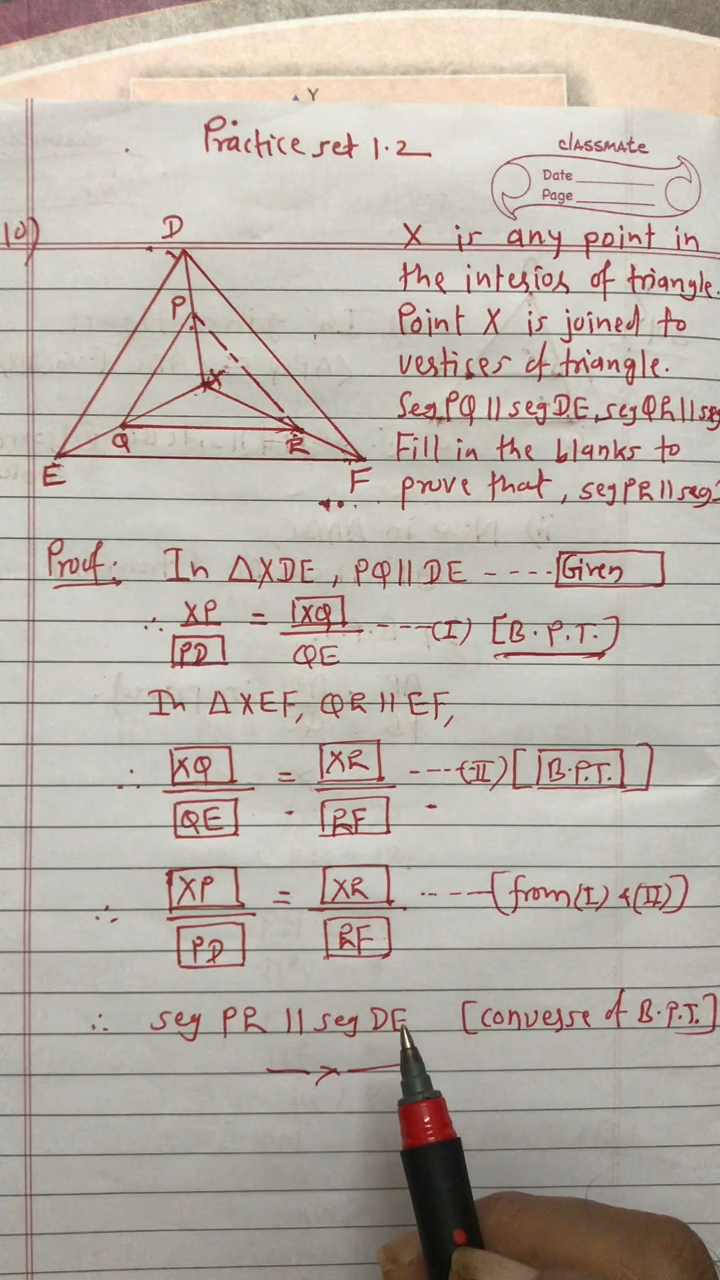 Y
Practice set 1.2
classmate
Date
Page
10)
D
P
X
Q
R
E
F
X is any point in
the interior of triangle.
Point X is joined to
vertices of triangle.
Seg PQ || seg DE, seg QR || seg
Fill in the blanks to
prove that, seg PR || seg
Proof: In △XDE, PQ || DE ---- Given
∴ XP/PD = XQ/QE ----(I) [B.P.T.]
In △XEF, QR || EF,
∴ XQ/QE = XR/RF ----(II) [B.P.T.]
∴ XP/PD = XR/RF ---- [from (I) & (II)]
∴ seg PR || seg DF [converse of B.P.T.]